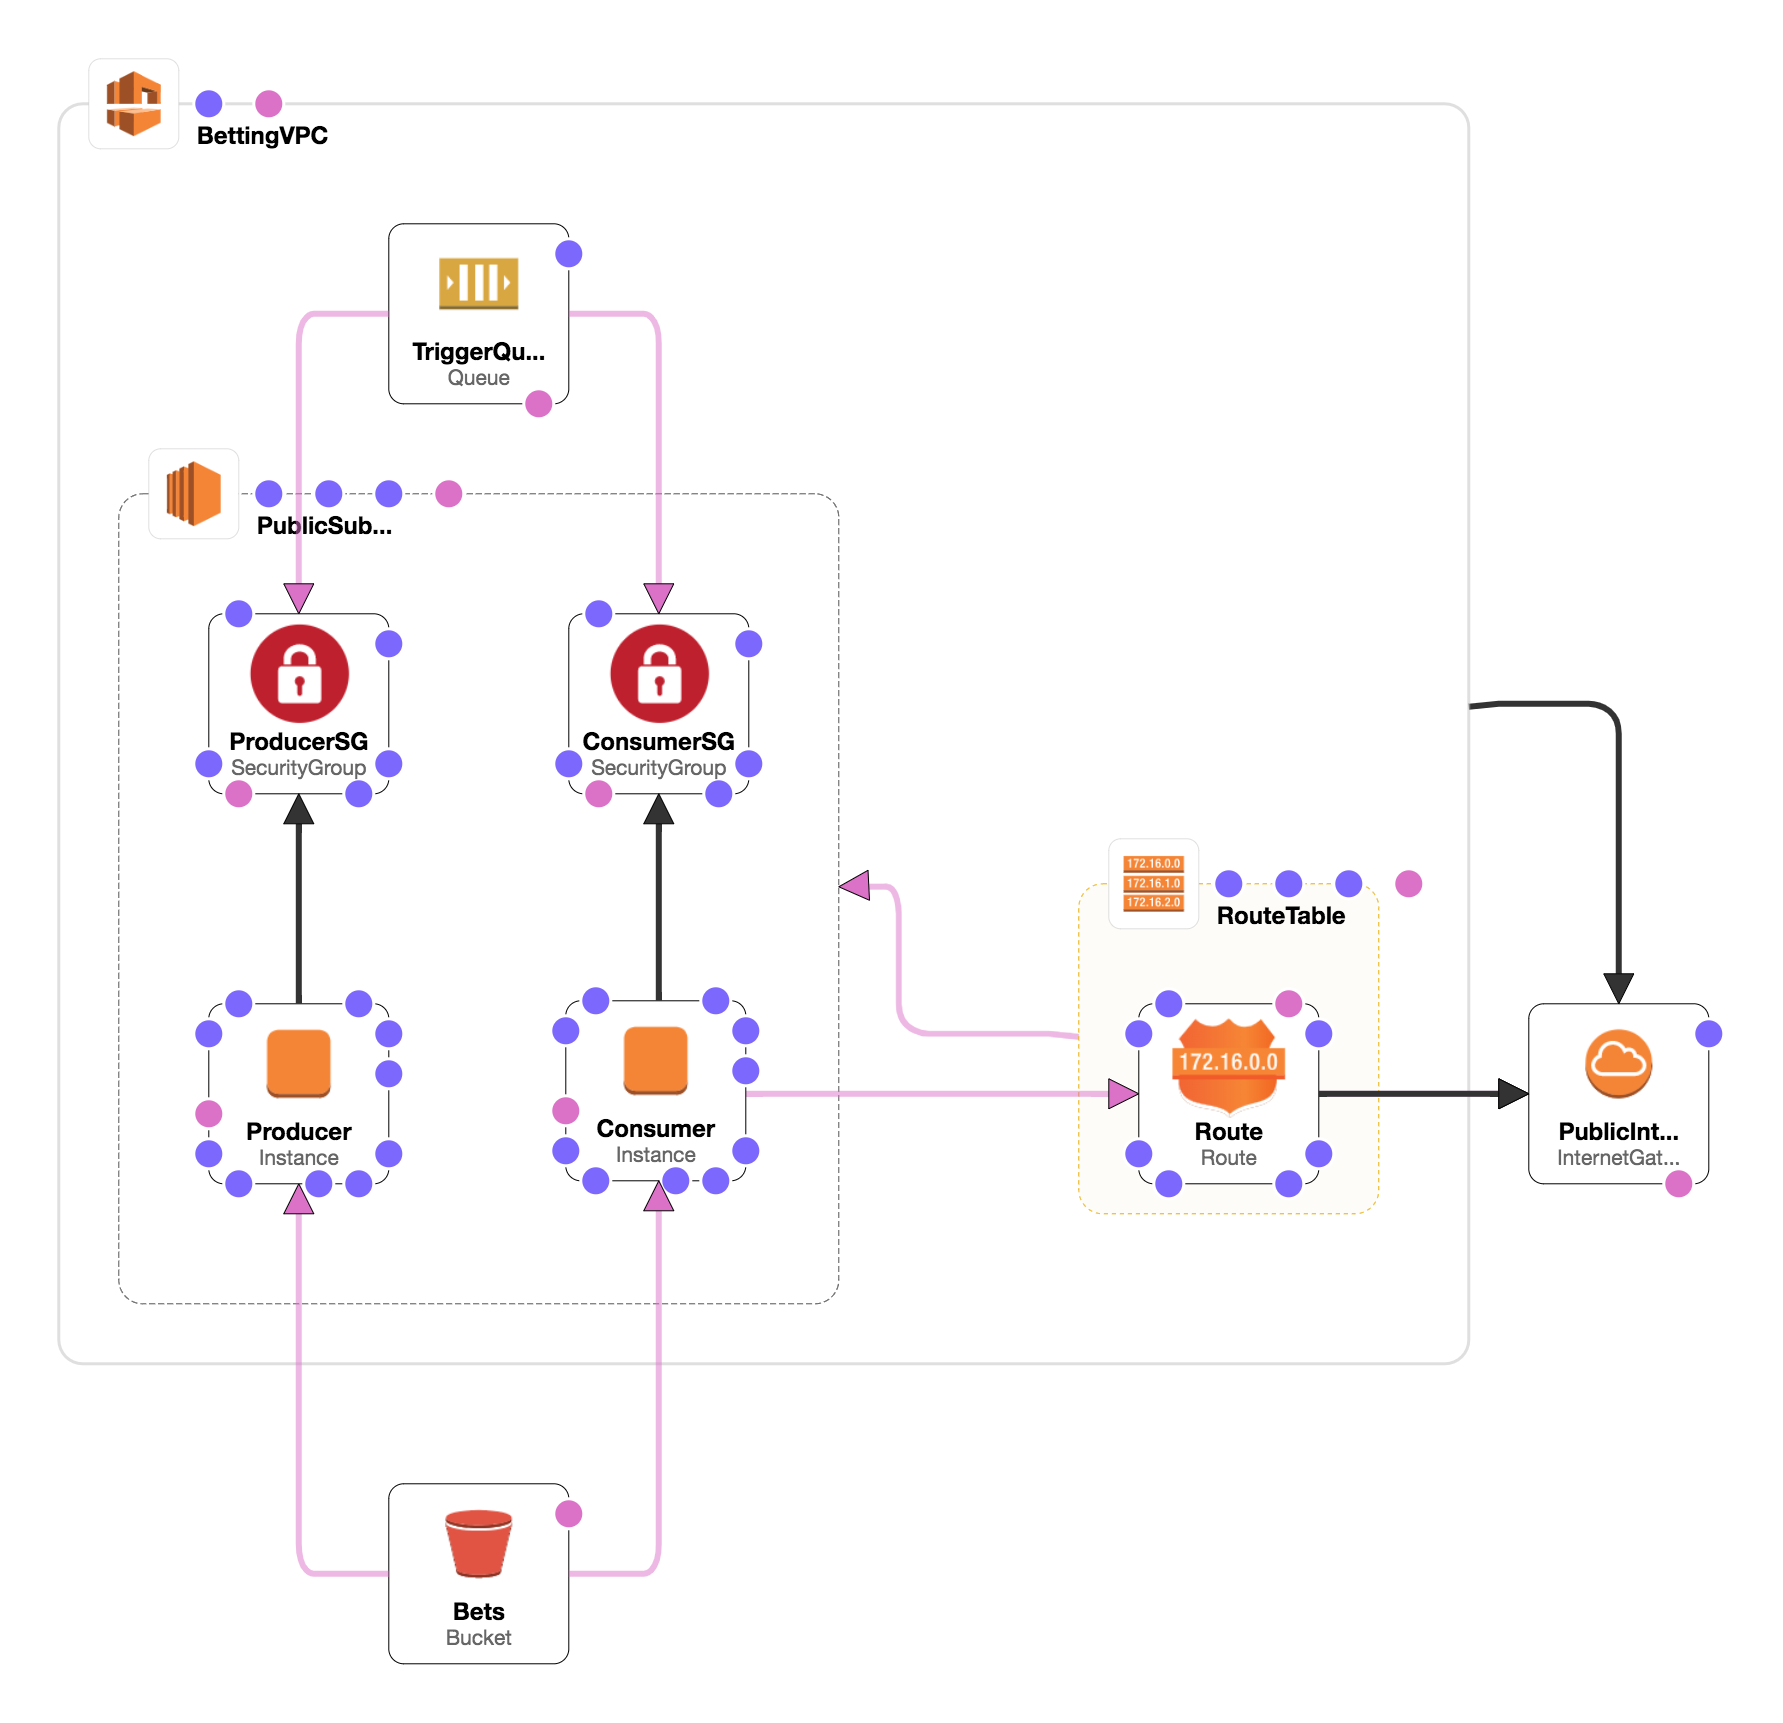 BettingVPC
TriggerQu...
Queue
PublicSub...
ProducerSG
SecurityGroup
ConsumerSG
SecurityGroup
172.16.0.0
172.16.1.0
172.16.2.0
RouteTable
Producer
Instance
Consumer
Instance
172.16.0.0
Route
Route
PublicInt...
InternetGat...
Bets
Bucket